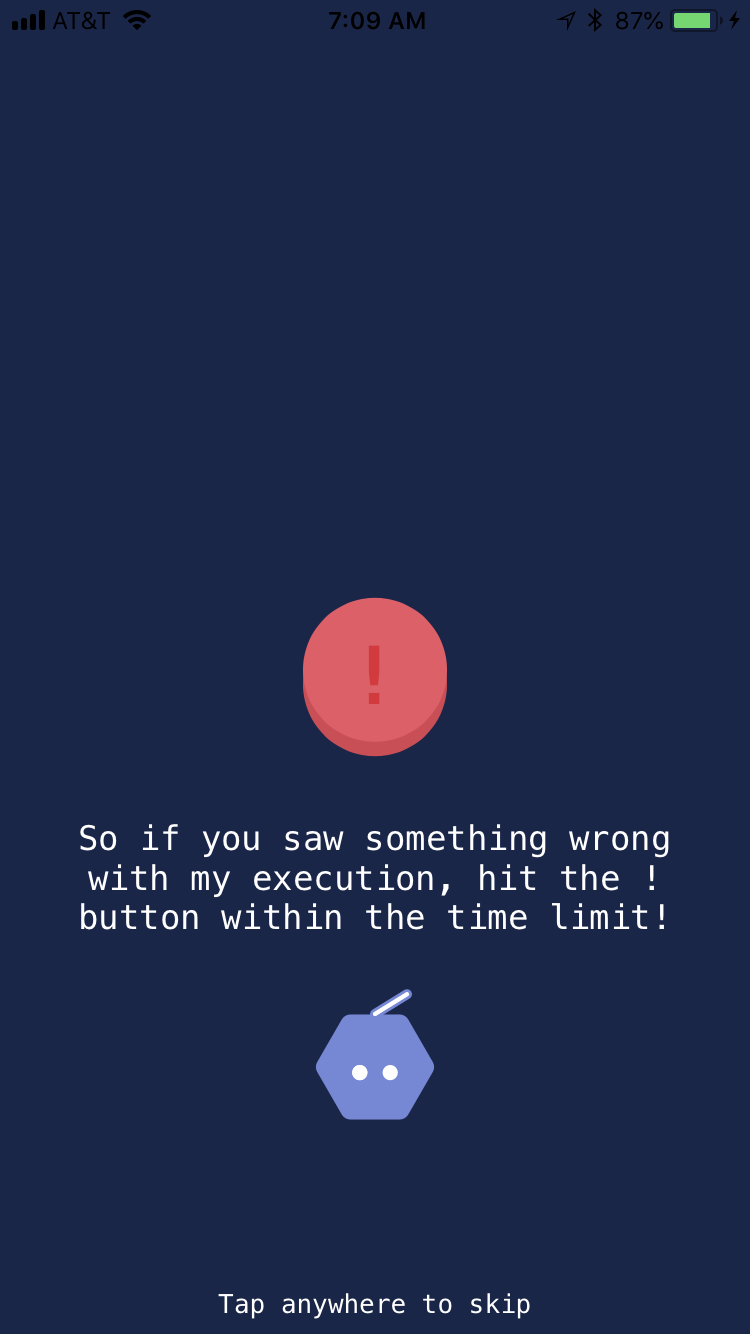 AT&T 7:09 AM 87%
!
So if you saw something wrong
with my execution, hit the !
button within the time limit!
Tap anywhere to skip